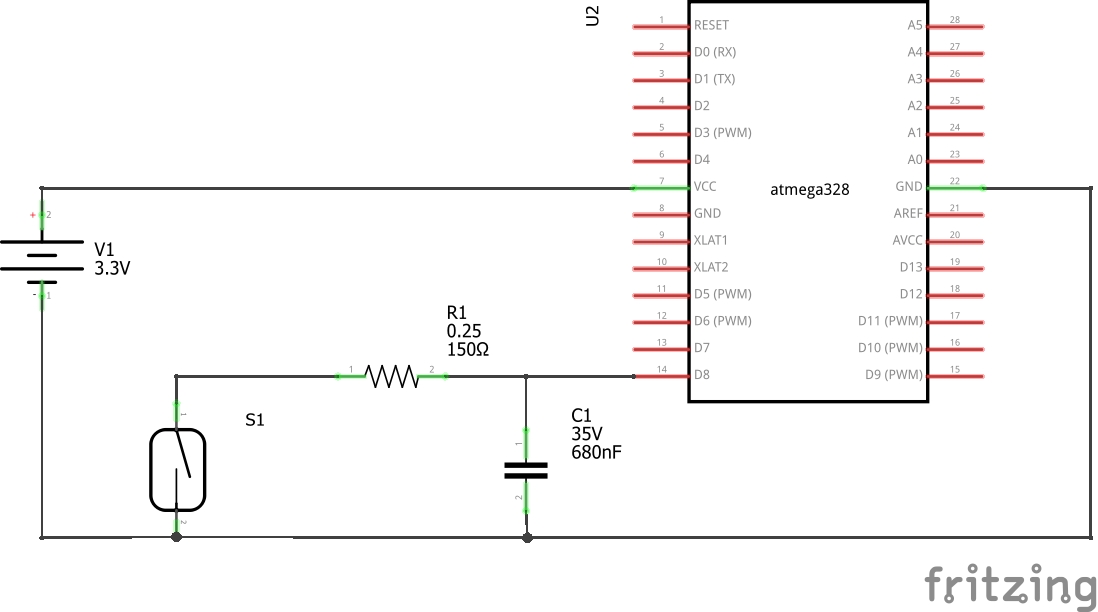 U2
1 RESET A5 28
2 D0 (RX) A4 27
3 D1 (TX) A3 26
4 D2 A2 25
5 D3 (PWM) A1 24
6 D4 A0 23
7 VCC atmega328 GND 22
8 GND AREF 21
9 XLAT1 AVCC 20
10 XLAT2 D13 19
11 D5 (PWM) D12 18
12 D6 (PWM) D11 (PWM) 17
13 D7 D10 (PWM) 16
14 D8 D9 (PWM) 15
+ 2
V1
3.3V
- 1
R1
0.25
150Ω
1 2
S1
1
2
C1
35V
680nF
1
2
fritzing